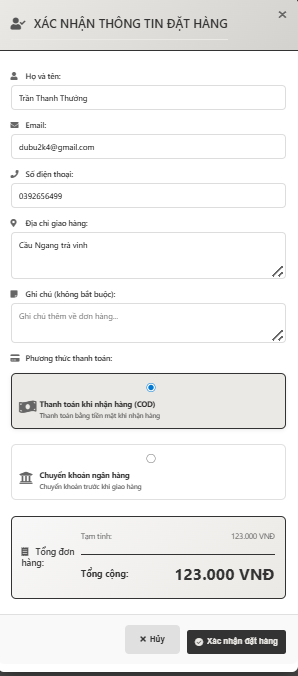 XÁC NHẬN THÔNG TIN ĐẶT HÀNG
Họ và tên:
Trần Thanh Thưởng
Email:
dubu2k4@gmail.com
Số điện thoại:
0392656499
Địa chỉ giao hàng:
Cầu Ngang trà vinh
Ghi chú (không bắt buộc):
Ghi chú thêm về đơn hàng...
Phương thức thanh toán:
Thanh toán khi nhận hàng (COD)
Thanh toán bằng tiền mặt khi nhận hàng
Chuyển khoản ngân hàng
Chuyển khoản trước khi giao hàng
Tổng đơn hàng:
Tạm tính: 123.000 VNĐ
Tổng cộng: 123.000 VNĐ
Hủy
Xác nhận đặt hàng